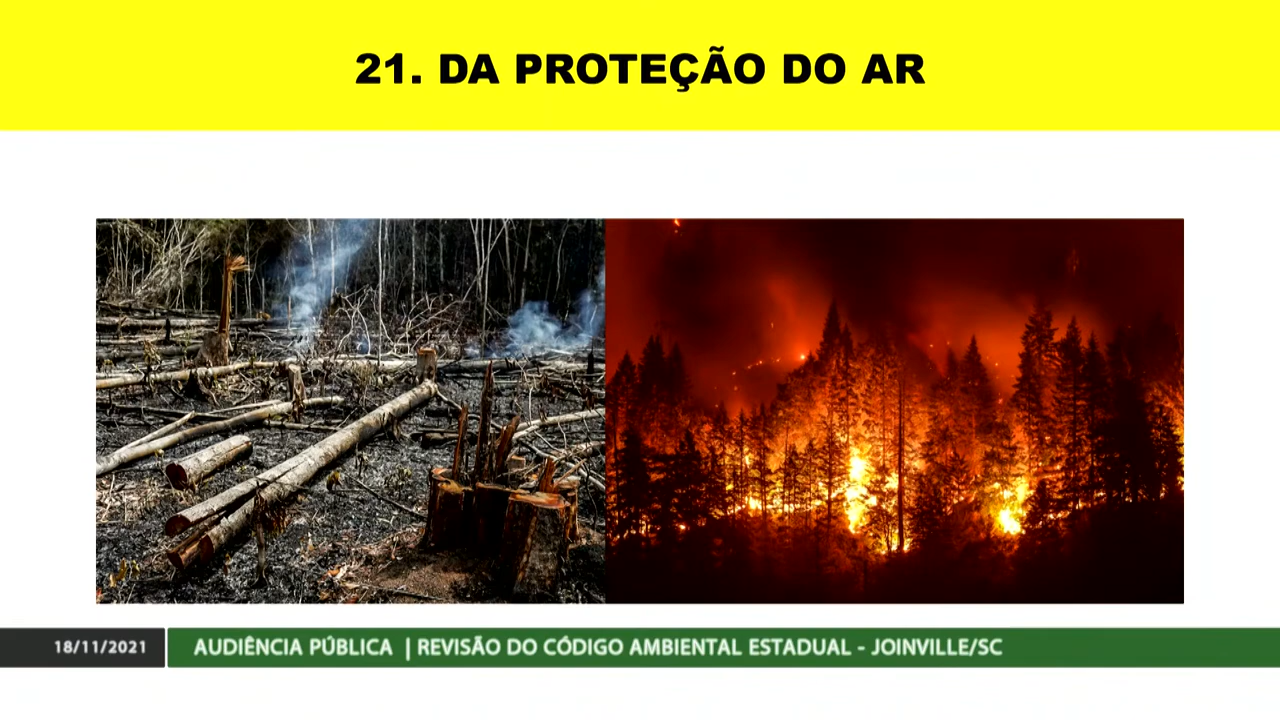 21. DA PROTEÇÃO DO AR
18/11/2021
AUDIÊNCIA PÚBLICA | REVISÃO DO CÓDIGO AMBIENTAL ESTADUAL - JOINVILLE/SC